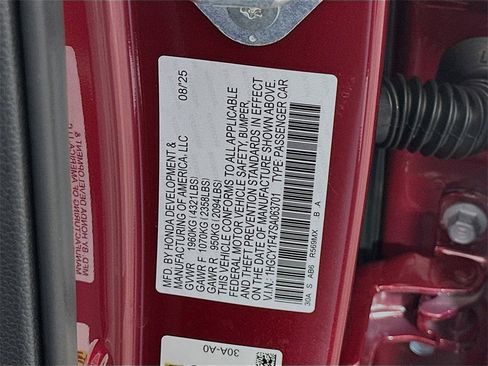 MFD. BY HONDA DEVELOPMENT &
MANUFACTURING OF AMERICA, LLC
08/25
GVWR 1960KG (4321LBS)
GAWR F 1070KG (2358LBS)
GAWR R 950KG (2094LBS)
THIS VEHICLE CONFORMS TO ALL APPLICABLE
FEDERAL MOTOR VEHICLE SAFETY, BUMPER,
AND THEFT PREVENTION STANDARDS IN EFFECT
ON THE DATE OF MANUFACTURE SHOWN ABOVE.
V.I.N.: 1HGCY1F47SA063701 TYPE: PASSENGER CAR
30A S AB6 R569MX B A
30A-A0